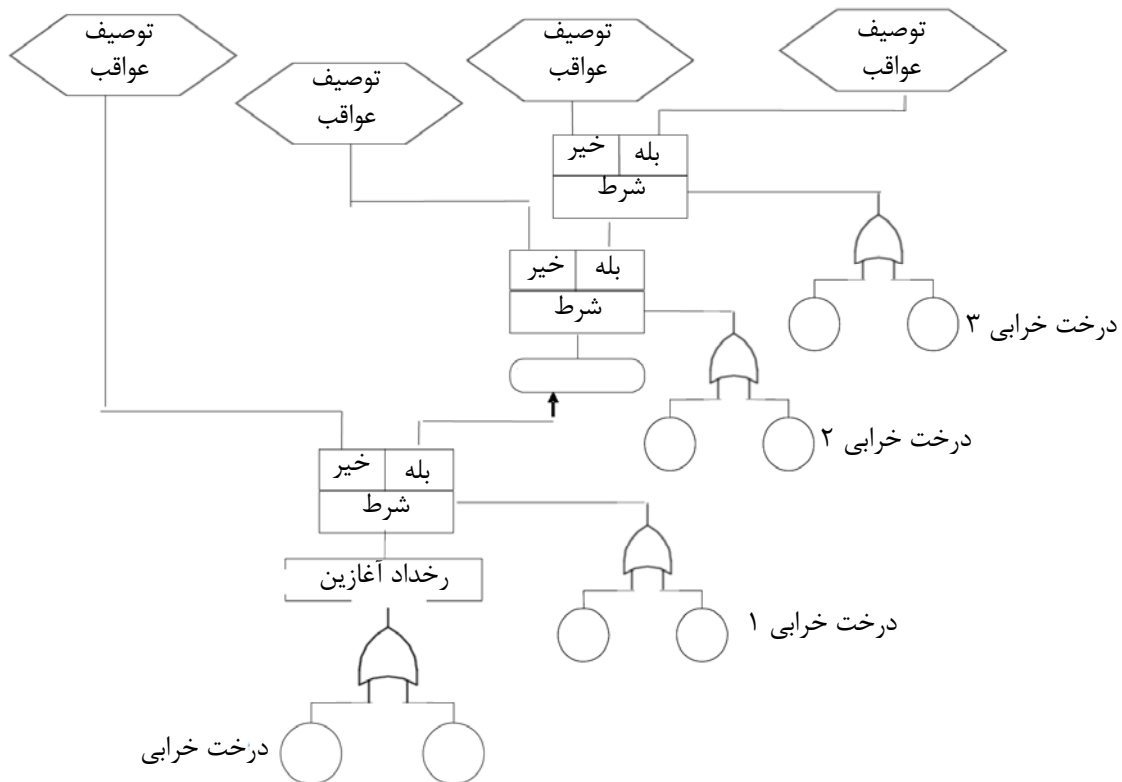 توصیف
عواقب
توصیف
عواقب
توصیف
عواقب
توصیف
عواقب
بله
خیر
شرط
بله
خیر
شرط
درخت خرابی ۳
درخت خرابی ۲
بله
خیر
شرط
رخداد آغازین
درخت خرابی ۱
درخت خرابی